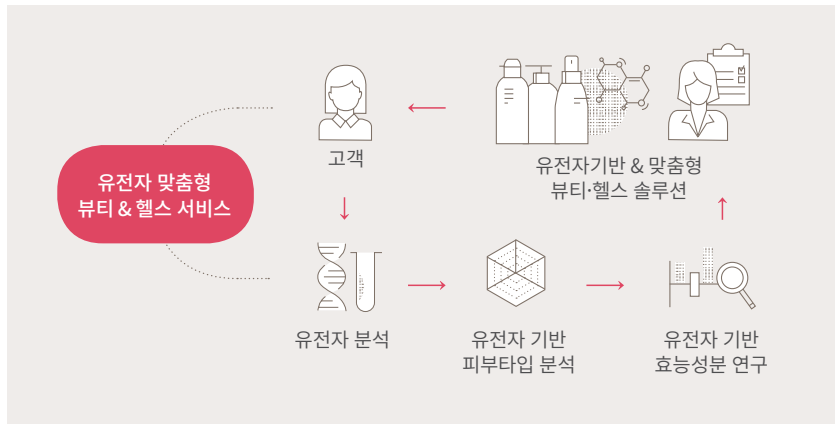 유전자 맞춤형
뷰티 & 헬스 서비스
고객
유전자기반 & 맞춤형
뷰티·헬스 솔루션
유전자 분석
유전자 기반
피부타입 분석
유전자 기반
효능성분 연구